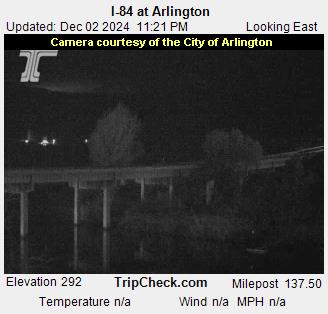 I-84 at Arlington
Updated: Dec 02 2024 11:21 PM Looking East
Camera courtesy of the City of Arlington
Elevation 292 TripCheck.com Milepost 137.50
Temperature n/a Wind n/a MPH n/a